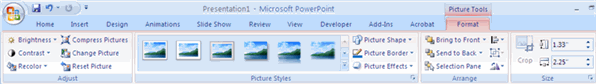 Presentation1 - Microsoft PowerPoint Picture Tools
Home Insert Design Animations Slide Show Review View Developer Add-Ins Acrobat Format
Brightness Compress Pictures Picture Shape Bring to Front 1.33"
Contrast Change Picture Picture Border Send to Back Crop
Recolor Reset Picture Picture Effects Selection Pane 2.25"
Adjust Picture Styles Arrange Size